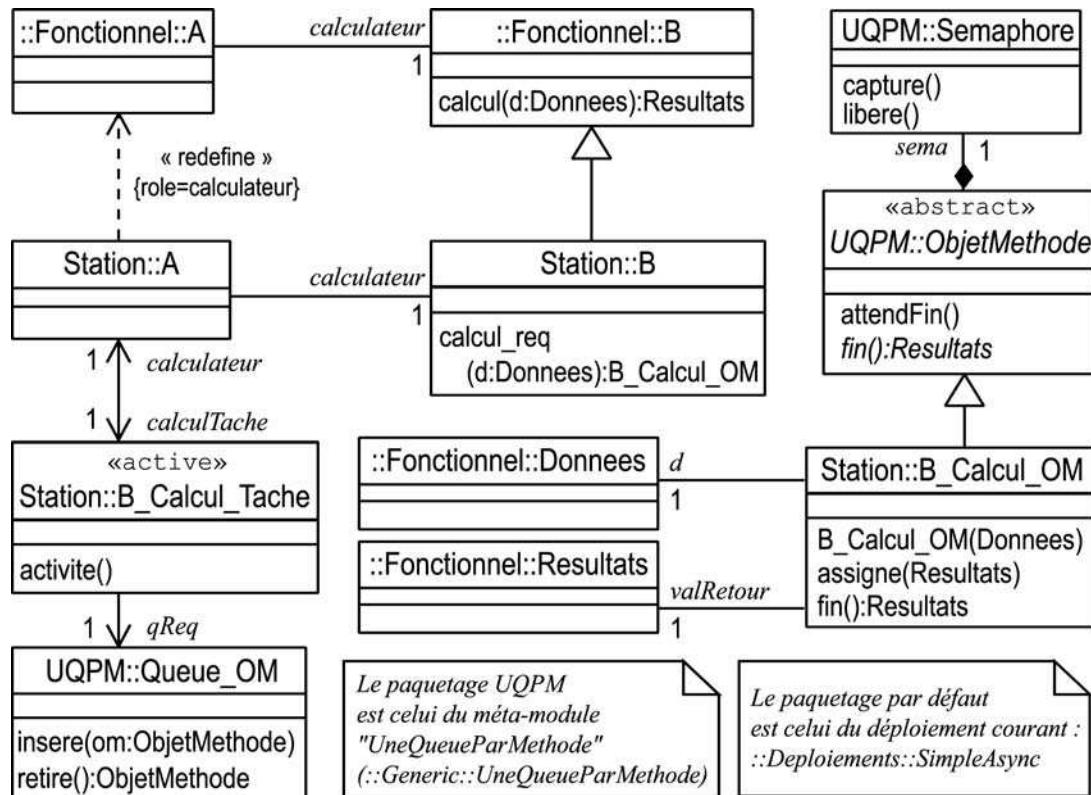 ::Fonctionnel::A
calculateur
1
::Fonctionnel::B
calcul(d:Donnees):Resultats
UQPM::Semaphore
capture()
libere()
sema
1
« redefine »
{role=calculateur}
«abstract»
UQPM::ObjetMethode
attendFin()
fin():Resultats
Station::A
calculateur
1
Station::B
calcul_req
(d:Donnees):B_Calcul_OM
1
calculateur
1
calculTache
«active»
Station::B_Calcul_Tache
activite()
::Fonctionnel::Donnees
d
1
Station::B_Calcul_OM
B_Calcul_OM(Donnees)
assigne(Resultats)
fin():Resultats
::Fonctionnel::Resultats
valRetour
1
1
qReq
UQPM::Queue_OM
insere(om:ObjetMethode)
retire():ObjetMethode
Le paquetage UQPM
est celui du méta-module
"UneQueueParMethode"
(::Generic::UneQueueParMethode)
Le paquetage par défaut
est celui du déploiement courant :
::Deploiements::SimpleAsync